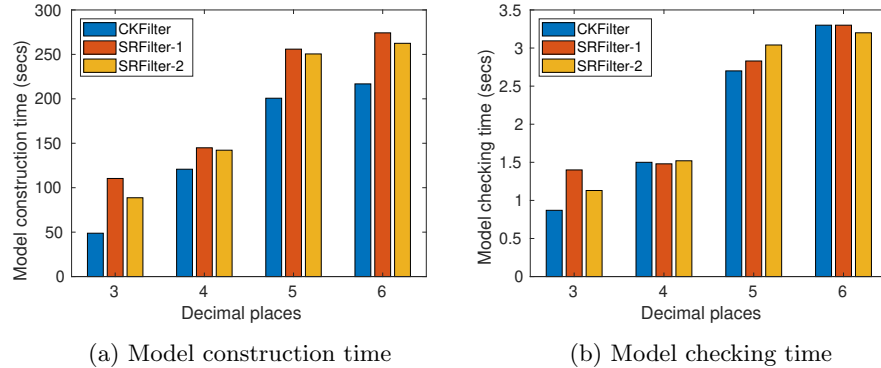 300
250
200
150
100
50
0
Model construction time (secs)
CKFilter
SRFilter-1
SRFilter-2
3 4 5 6
Decimal places
(a) Model construction time
3.5
3
2.5
2
1.5
1
0.5
0
Model checking time (secs)
CKFilter
SRFilter-1
SRFilter-2
3 4 5 6
Decimal places
(b) Model checking time